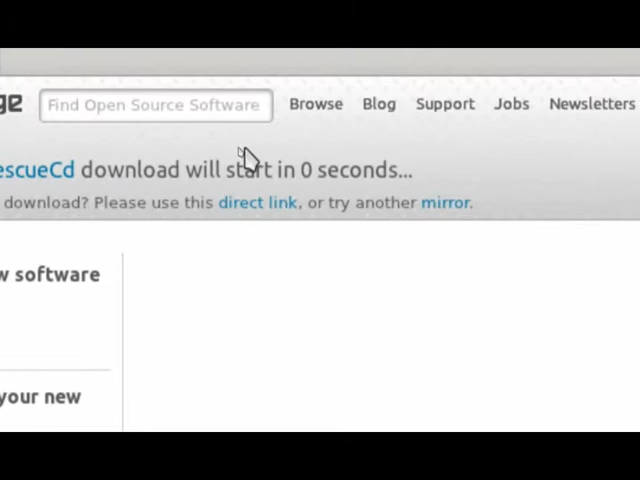 ge Find Open Source Software Browse Blog Support Jobs Newsletters
escueCd download will start in 0 seconds...
download? Please use this direct link, or try another mirror.
w software
your new